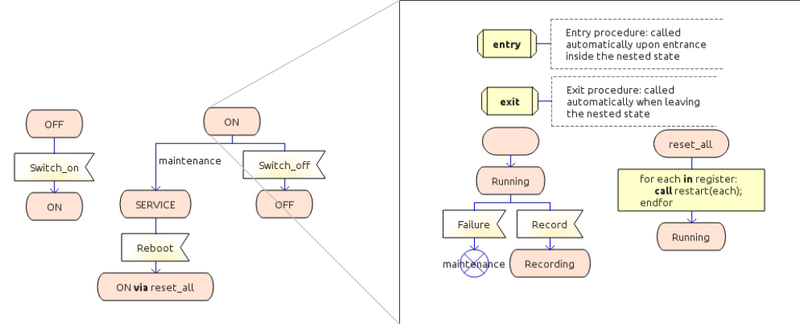 OFF
Switch_on
ON
ON
maintenance
Switch_off
SERVICE
OFF
Reboot
ON via reset_all
entry
Entry procedure: called
automatically upon entrance
inside the nested state
exit
Exit procedure: called
automatically when leaving
the nested state
Running
Failure
Record
maintenance
Recording
reset_all
for each in register:
call restart(each);
endfor
Running